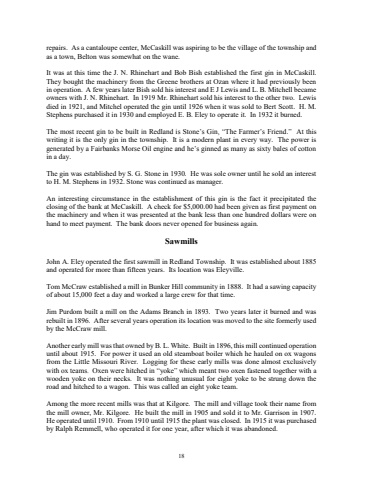 repairs. As a cantaloupe center, McCaskill was aspiring to be the village of the township and
as a town, Belton was somewhat on the wane.
It was at this time the J. N. Rhinehart and Bob Bish established the first gin in McCaskill.
They bought the machinery from the Greene brothers at Ozan where it had previously been
in operation. A few years later Bish sold his interest and E J Lewis and L. B. Mitchell became
owners with J. N. Rhinehart. In 1919 Mr. Rhinehart sold his interest to the other two. Lewis
died in 1921, and Mitchel operated the gin until 1926 when it was sold to Bert Scott. H. M.
Stephens purchased it in 1930 and employed E. B. Eley to operate it. In 1932 it burned.
The most recent gin to be built in Redland is Stone's Gin, "The Farmer's Friend." At this
writing it is the only gin in the township. It is a modern plant in every way. The power is
generated by a Fairbanks Morse Oil engine and he's ginned as many as sixty bales of cotton
in a day.
The gin was established by S. G. Stone in 1930. He was sole owner until he sold an interest
to H. M. Stephens in 1932. Stone continued as manager.
An interesting circumstance in the establishment of this gin is the fact it precipitated the
closing of the bank at McCaskill. A check for $5,000.00 had been given as first payment on
the machinery and when it was presented at the bank less than one hundred dollars were on
hand to meet payment. The bank doors never opened for business again.
Sawmills
John A. Eley operated the first sawmill in Redland Township. It was established about 1885
and operated for more than fifteen years. Its location was Eleyville.
Tom McCraw established a mill in Bunker Hill community in 1888. It had a sawing capacity
of about 15,000 feet a day and worked a large crew for that time.
Jim Purdom built a mill on the Adams Branch in 1893. Two years later it burned and was
rebuilt in 1896. After several years operation its location was moved to the site formerly used
by the McCraw mill.
Another early mill was that owned by B. L. White. Built in 1896, this mill continued operation
until about 1915. For power it used an old steamboat boiler which he hauled on ox wagons
from the Little Missouri River. Logging for these early mills was done almost exclusively
with ox teams. Oxen were hitched in "yoke" which meant two oxen fastened together with a
wooden yoke on their necks. It was nothing unusual for eight yoke to be strung down the
road and hitched to a wagon. This was called an eight yoke team.
Among the more recent mills was that at Kilgore. The mill and village took their name from
the mill owner, Mr. Kilgore. He built the mill in 1905 and sold it to Mr. Garrison in 1907.
He operated until 1910. From 1910 until 1915 the plant was closed. In 1915 it was purchased
by Ralph Remmell, who operated it for one year, after which it was abandoned.
18